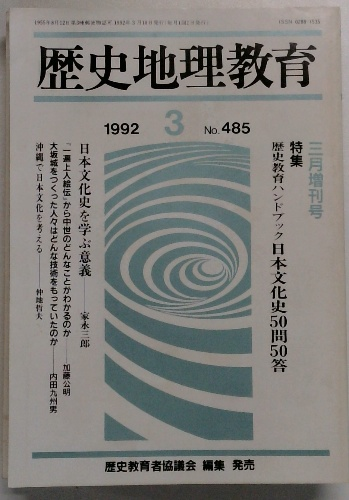 歴史地理教育
1992 3 No.485
三月増刊号
特集
歴史教育ハンドブック日本文化史50問50答
日本文化史を学ぶ意義――家永三郎
「一遍上人絵伝」から中世のどんなことがわかるのか――加藤公明
大坂城をつくった人々はどんな技術をもっていたのか――内田九州男
沖縄で日本文化を考える――仲地哲夫
歴史教育者協議会 編集 発売